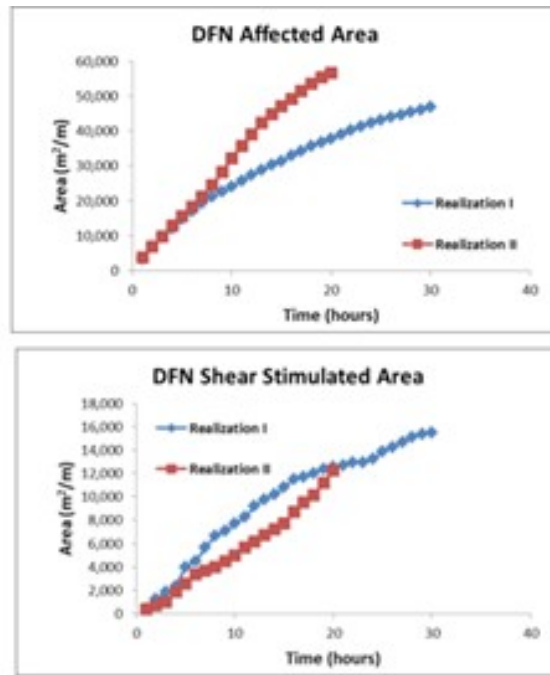 DFN Affected Area
60,000
50,000
40,000
30,000
20,000
10,000
0
Area (m²/m)
Realization I
Realization II
0 10 20 30 40
Time (hours)
DFN Shear Stimulated Area
18,000
16,000
14,000
12,000
10,000
8,000
6,000
4,000
2,000
0
Area (m²/m)
Realization I
Realization II
0 10 20 30 40
Time (hours)